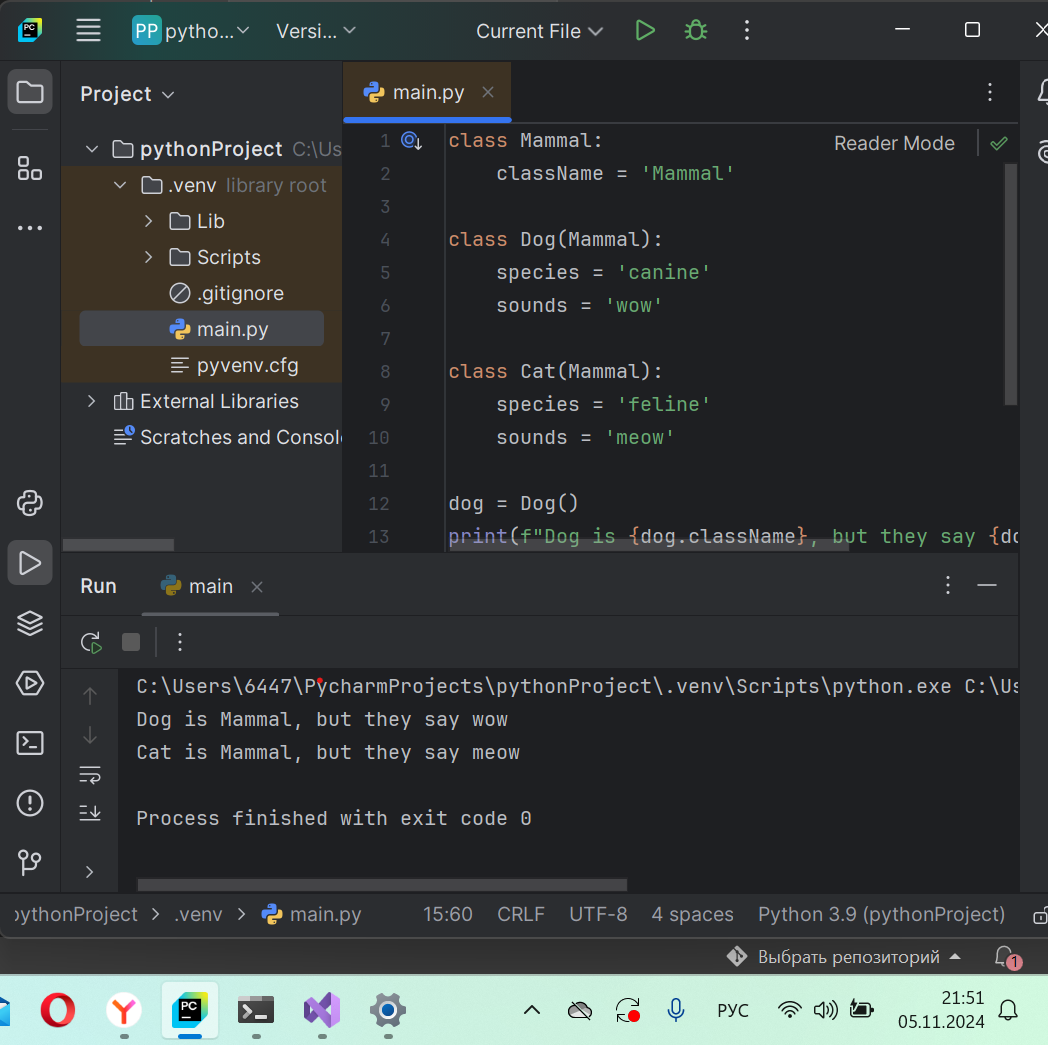 PC PP pytho... Versi... Current File
Project
main.py
pythonProject C:\Us
.venv library root
Lib
Scripts
.gitignore
main.py
pyvenv.cfg
External Libraries
Scratches and Consol
Reader Mode
1 class Mammal:
2 className = 'Mammal'
3
4 class Dog(Mammal):
5 species = 'canine'
6 sounds = 'wow'
7
8 class Cat(Mammal):
9 species = 'feline'
10 sounds = 'meow'
11
12 dog = Dog()
13 print(f"Dog is {dog.className}, but they say {do
Run main
C:\Users\6447\PycharmProjects\pythonProject\.venv\Scripts\python.exe C:\Us
Dog is Mammal, but they say wow
Cat is Mammal, but they say meow
Process finished with exit code 0
pythonProject > .venv > main.py 15:60 CRLF UTF-8 4 spaces Python 3.9 (pythonProject)
Выбрать репозиторий 1
PC РУС 21:51
05.11.2024